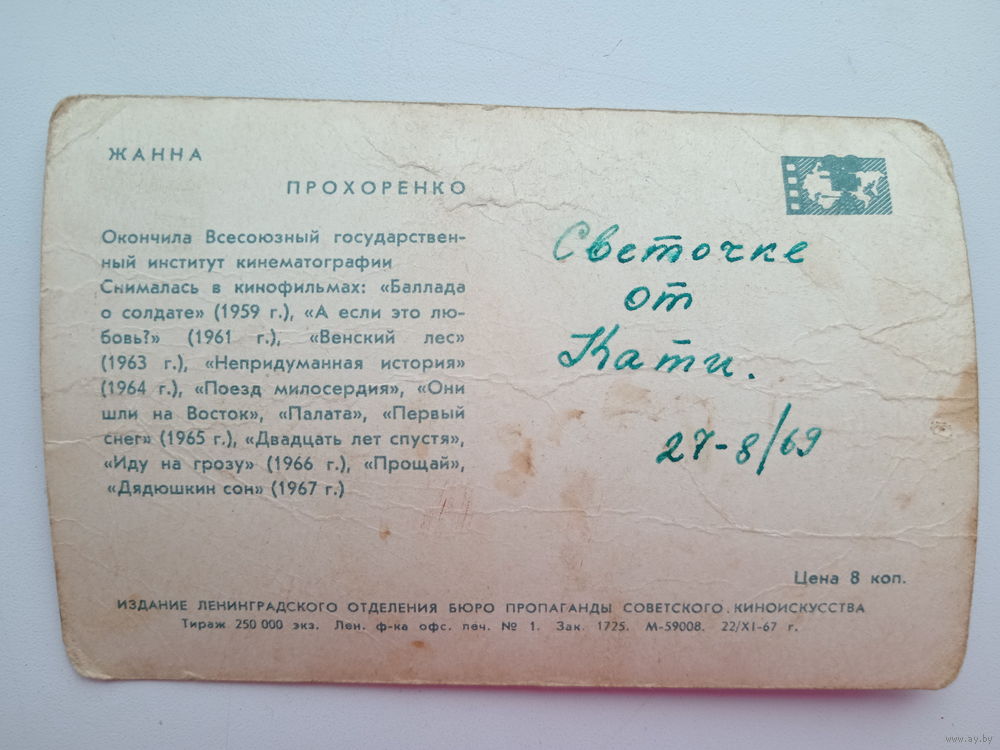 ЖАННА
ПРОХОРЕНКО
Окончила Всесоюзный государствен-
ный институт кинематографии
Снималась в кинофильмах: «Баллада
о солдате» (1959 г.), «А если это лю-
бовь?» (1961 г.), «Венский лес»
(1963 г.), «Непридуманная история»
(1964 г.), «Поезд милосердия», «Они
шли на Восток», «Палата», «Первый
снег» (1965 г.), «Двадцать лет спустя»,
«Иду на грозу» (1966 г.), «Прощай»,
«Дядюшкин сон» (1967 г.)
Светочке
от
Кати.
27-8/69
Цена 8 коп.
ИЗДАНИЕ ЛЕНИНГРАДСКОГО ОТДЕЛЕНИЯ БЮРО ПРОПАГАНДЫ СОВЕТСКОГО КИНОИСКУССТВА
Тираж 250 000 экз. Лен. ф-ка офс. печ. № 1. Зак. 1725. М-59008. 22/XI-67 г.
www.ay.by